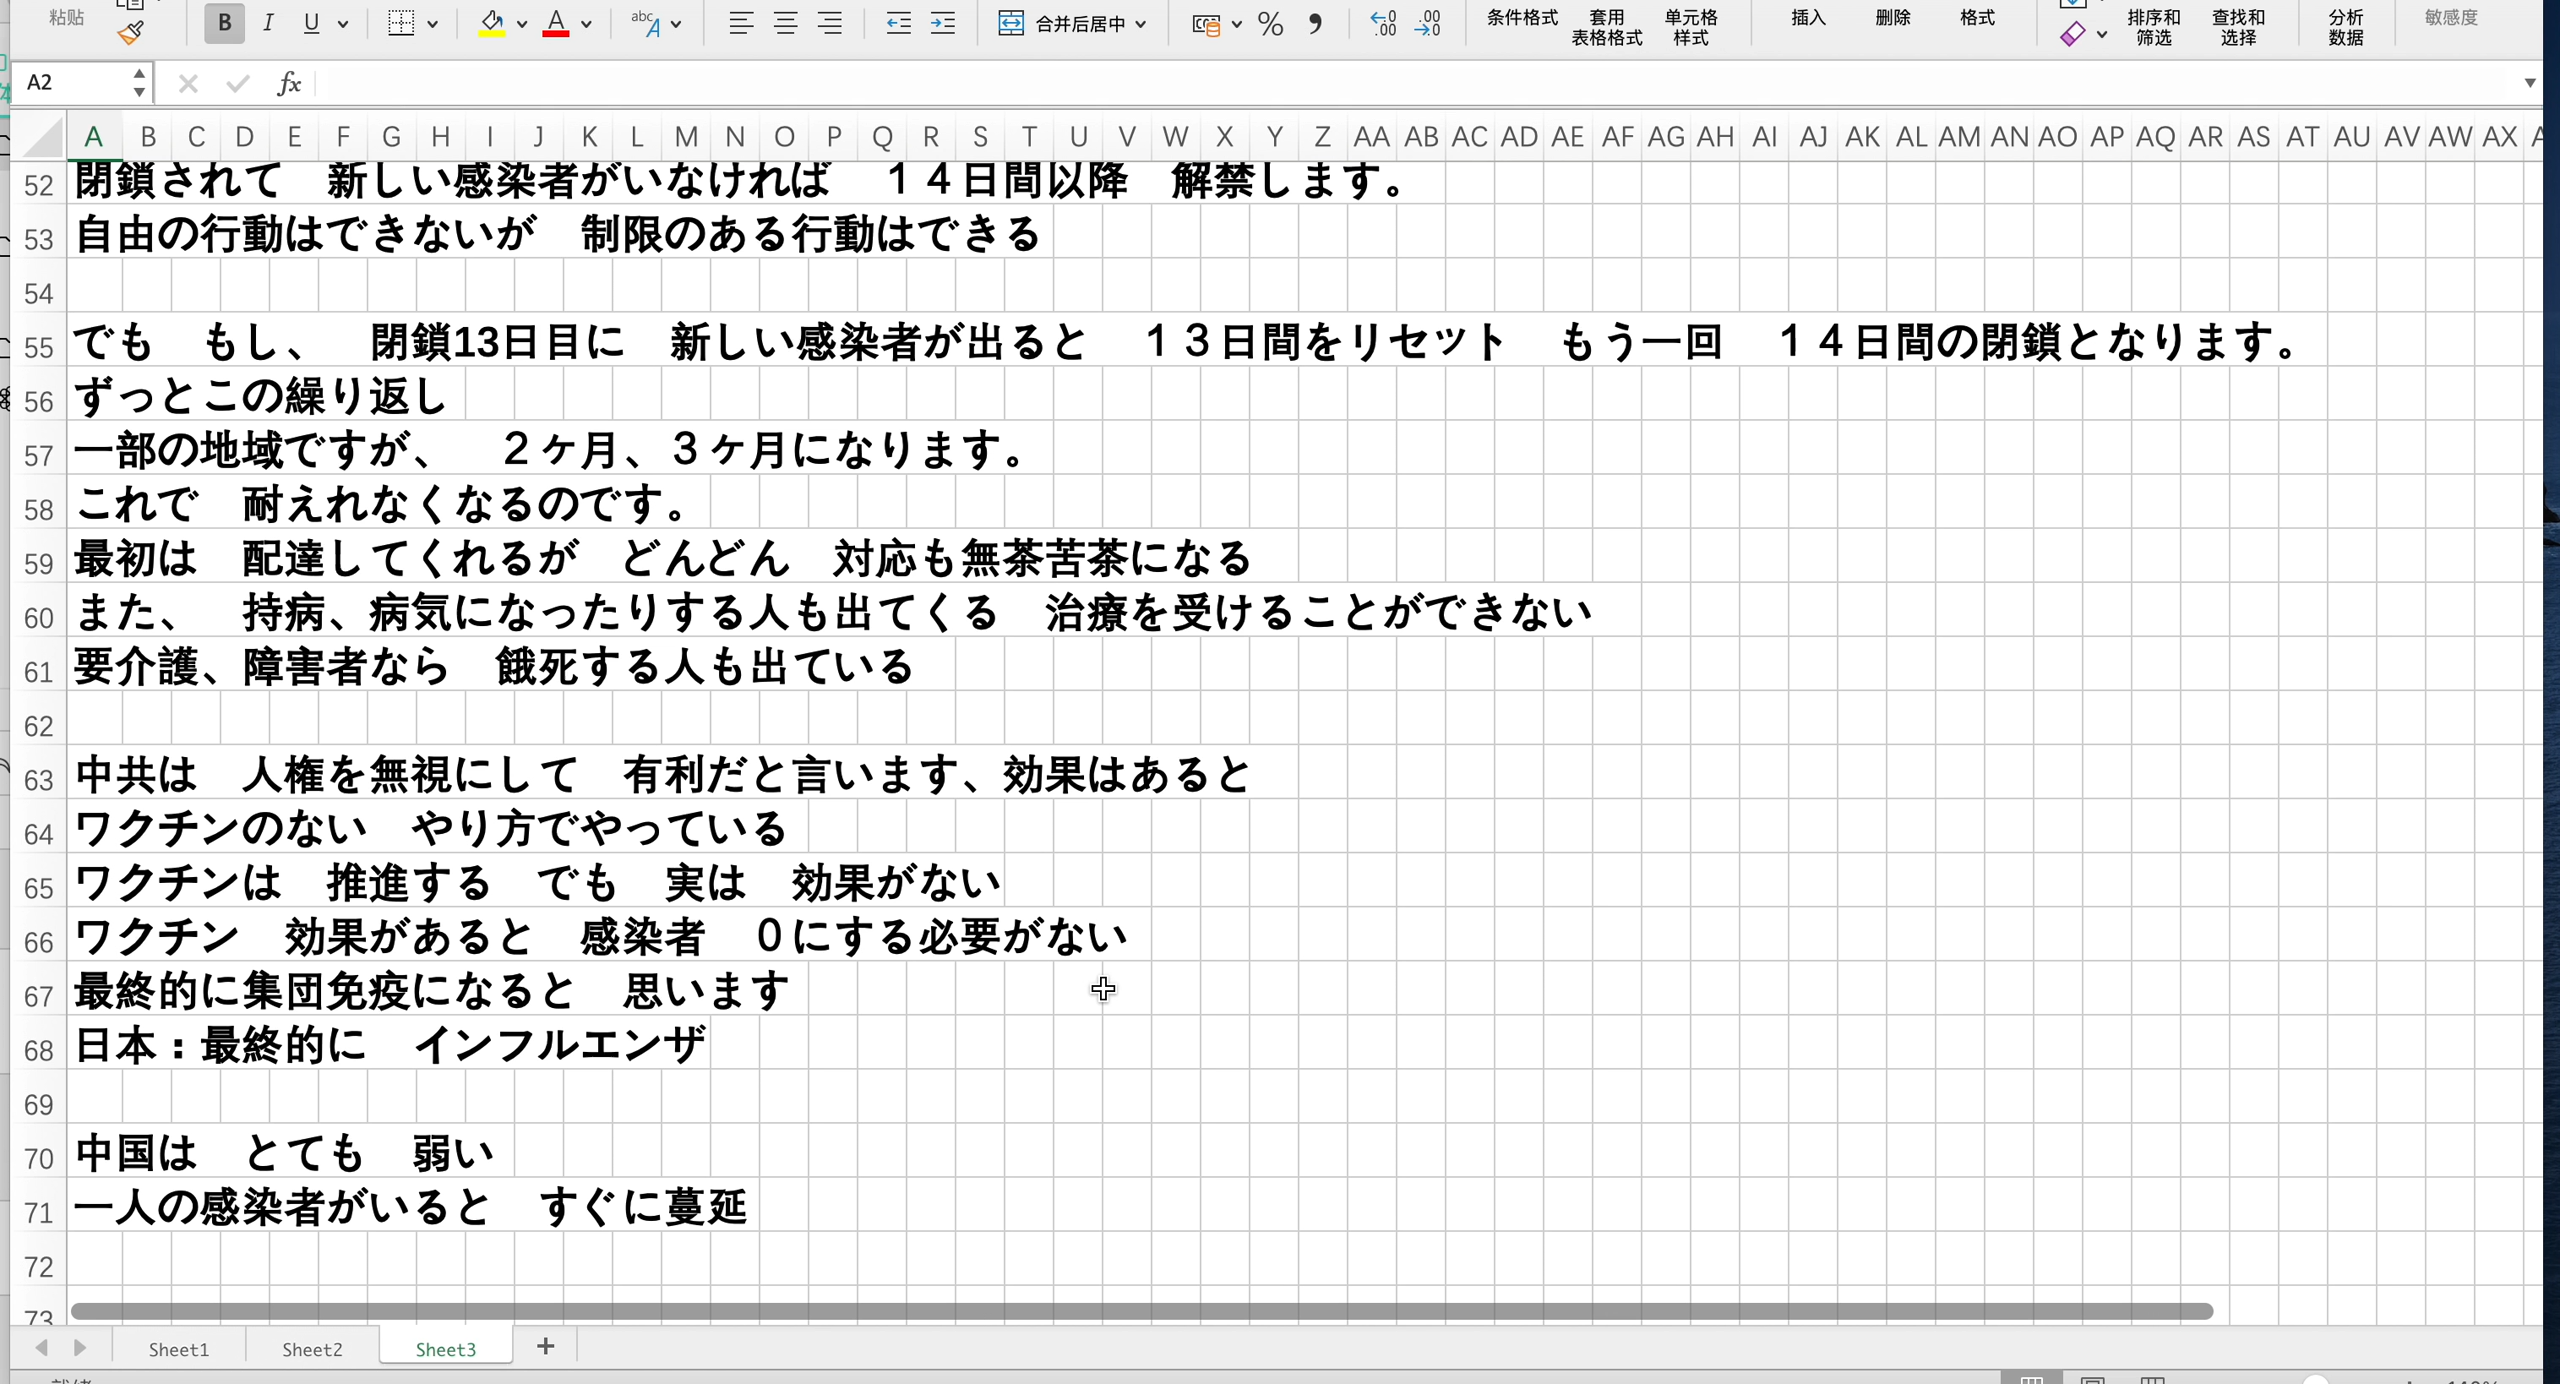 粘贴
B I U
A
abc A
合并后居中
% ,
条件格式
套用
表格格式
单元格
样式
插入
删除
格式
排序和
筛选
查找和
选择
分析
数据
敏感度
A2
fx
A B C D E F G H I J K L M N O P Q R S T U V W X Y Z AA AB AC AD AE AF AG AH AI AJ AK AL AM AN AO AP AQ AR AS AT AU AV AW AX
52 閉鎖されて　新しい感染者がいなければ　１４日間以降　解禁します。
53 自由の行動はできないが　制限のある行動はできる
54
55 でも　もし、　閉鎖13日目に　新しい感染者が出ると　１３日間をリセット　もう一回　１４日間の閉鎖となります。
56 ずっとこの繰り返し
57 一部の地域ですが、　２ヶ月、３ヶ月になります。
58 これで　耐えれなくなるのです。
59 最初は　配達してくれるが　どんどん　対応も無茶苦茶になる
60 また、　持病、病気になったりする人も出てくる　治療を受けることができない
61 要介護、障害者なら　餓死する人も出ている
62
63 中共は　人権を無視にして　有利だと言います、効果はあると
64 ワクチンのない　やり方でやっている
65 ワクチンは　推進する　でも　実は　効果がない
66 ワクチン　効果があると　感染者　０にする必要がない
67 最終的に集団免疫になると　思います
68 日本：最終的に　インフルエンザ
69
70 中国は　とても　弱い
71 一人の感染者がいると　すぐに蔓延
72
73
Sheet1 Sheet2 Sheet3 +